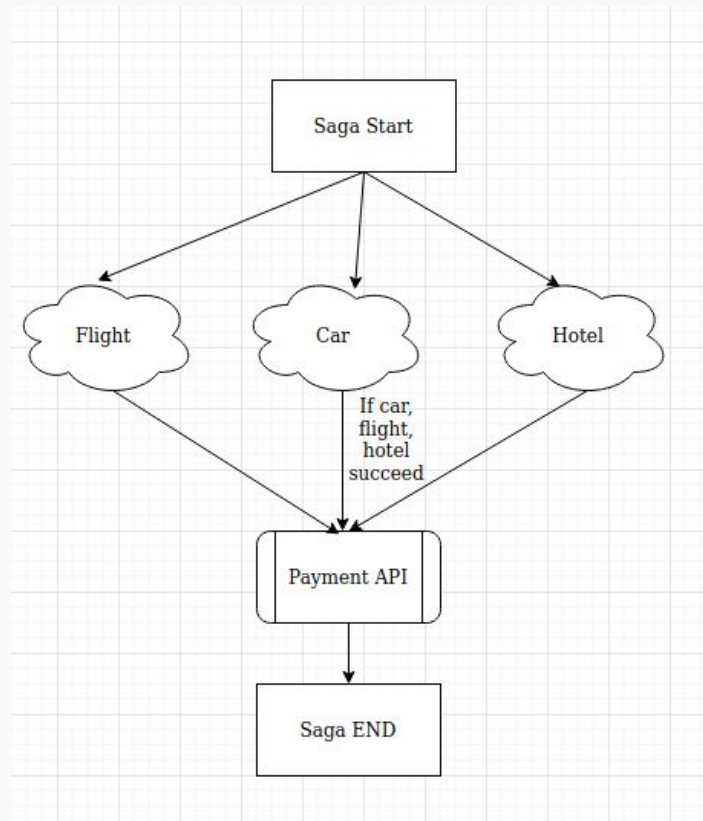 Saga Start
Flight
Car
Hotel
If car,
flight,
hotel
succeed
Payment API
Saga END